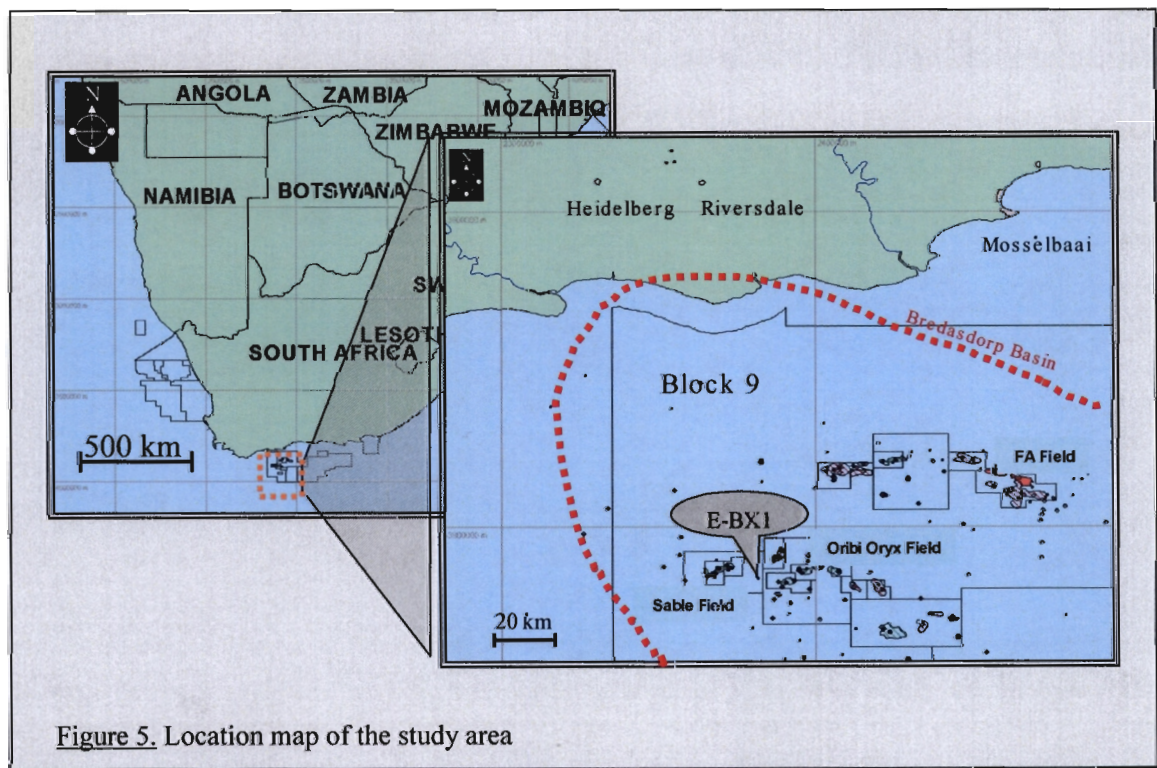 N
ANGOLA
ZAMBIA
MOZAMBIQ
ZIMBABWE
NAMIBIA
BOTSWANA
SW
LESOTH
SOUTH AFRICA
500 km
N
Heidelberg
Riversdale
Mosselbaai
Bredasdorp Basin
Block 9
FA Field
E-BX1
Oribi Oryx Field
Sable Field
20 km
Figure 5. Location map of the study area